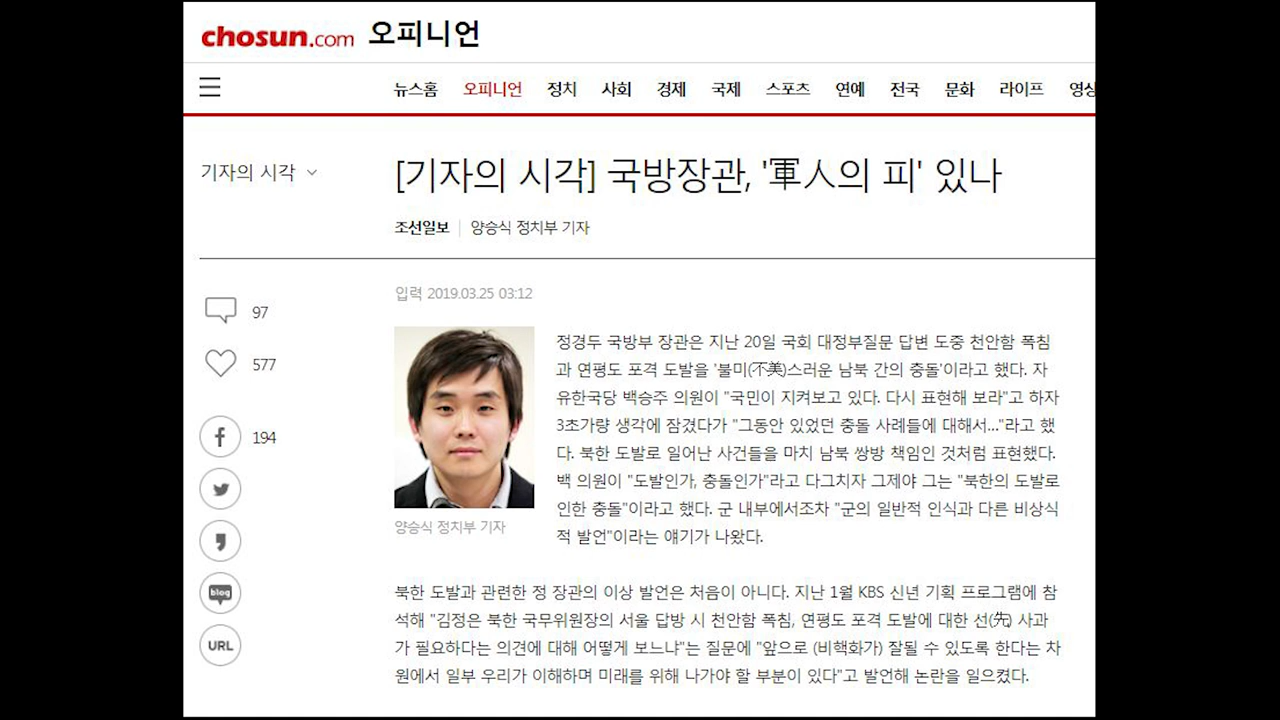 chosun.com 오피니언
뉴스홈 오피니언 정치 사회 경제 국제 스포츠 연예 전국 문화 라이프 영상
기자의 시각
[기자의 시각] 국방장관, '軍人의 피' 있나
조선일보 양승식 정치부 기자
입력 2019.03.25 03:12
97
577
194
blog
URL
양승식 정치부 기자
정경두 국방부 장관은 지난 20일 국회 대정부질문 답변 도중 천안함 폭침
과 연평도 포격 도발을 '불미(不美)스러운 남북 간의 충돌'이라고 했다. 자
유한국당 백승주 의원이 "국민이 지켜보고 있다. 다시 표현해 보라"고 하자
3초가량 생각에 잠겼다가 "그동안 있었던 충돌 사례들에 대해서..."라고 했
다. 북한 도발로 일어난 사건들을 마치 남북 쌍방 책임인 것처럼 표현했다.
백 의원이 "도발인가, 충돌인가"라고 다그치자 그제야 그는 "북한의 도발로
인한 충돌"이라고 했다. 군 내부에서조차 "군의 일반적 인식과 다른 비상식
적 발언"이라는 얘기가 나왔다.
북한 도발과 관련한 정 장관의 이상 발언은 처음이 아니다. 지난 1월 KBS 신년 기획 프로그램에 참
석해 "김정은 북한 국무위원장의 서울 답방 시 천안함 폭침, 연평도 포격 도발에 대한 선(先) 사과
가 필요하다는 의견에 대해 어떻게 보느냐"는 질문에 "앞으로 (비핵화가) 잘될 수 있도록 한다는 차
원에서 일부 우리가 이해하며 미래를 위해 나가야 할 부분이 있다"고 발언해 논란을 일으켰다.